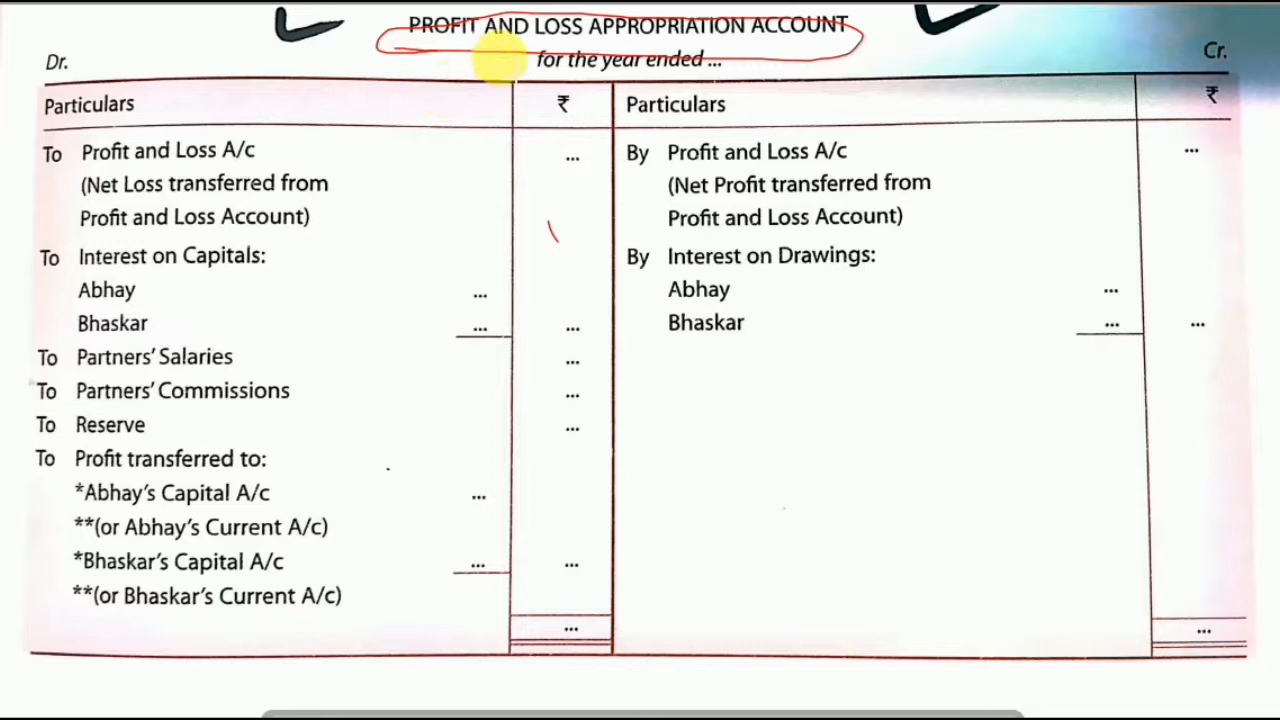 PROFIT AND LOSS APPROPRIATION ACCOUNT
Dr. for the year ended ... Cr.
Particulars ₹ Particulars ₹
To Profit and Loss A/c ... By Profit and Loss A/c ...
(Net Loss transferred from (Net Profit transferred from
Profit and Loss Account) Profit and Loss Account)
To Interest on Capitals: By Interest on Drawings:
Abhay ... Abhay ...
Bhaskar ... ... Bhaskar ... ...
To Partners' Salaries ...
To Partners' Commissions ...
To Reserve ...
To Profit transferred to:
*Abhay's Capital A/c ...
**(or Abhay's Current A/c)
*Bhaskar's Capital A/c ... ...
**(or Bhaskar's Current A/c)
... ...